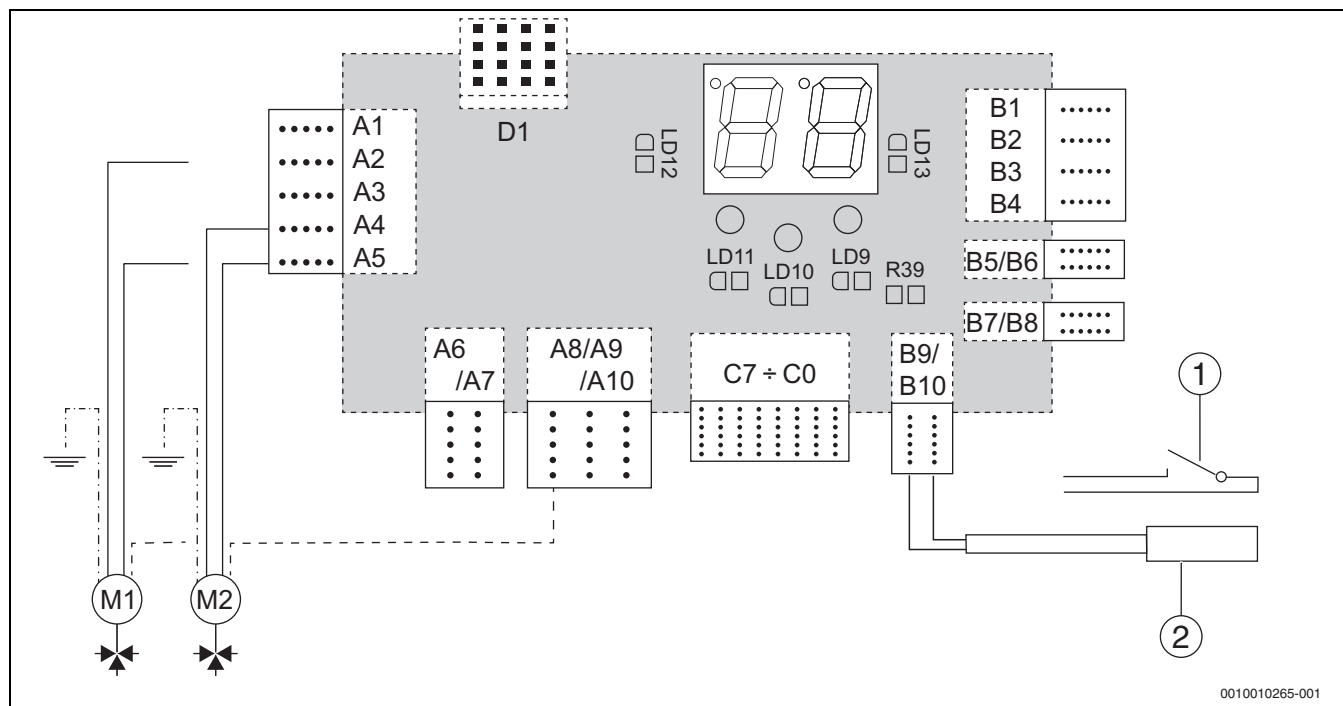 D1
A1
A2
A3
A4
A5
LD12
LD13
B1
B2
B3
B4
LD11
LD10
LD9
R39
B5/B6
B7/B8
A6
/A7
A8/A9
/A10
C7 ÷ C0
B9/
B10
1
M1
M2
2
0010010265-001